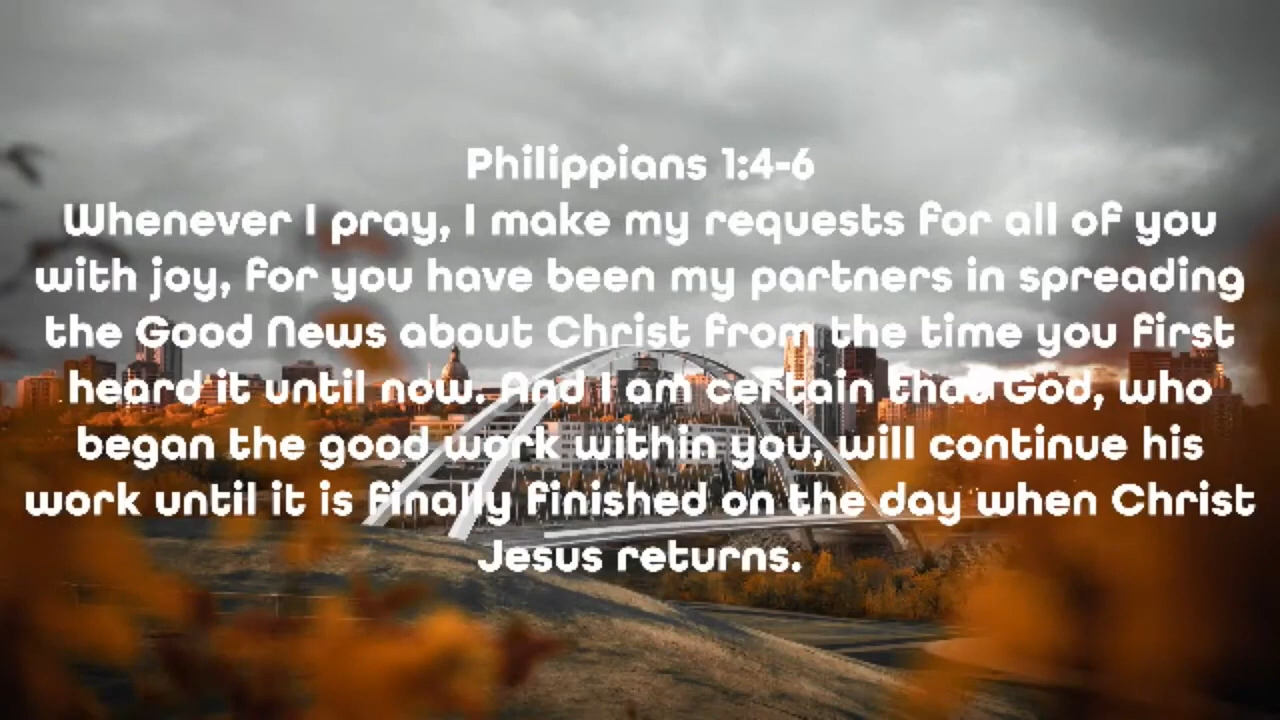 Philippians 1:4-6
Whenever I pray, I make my requests for all of you
with joy, for you have been my partners in spreading
the Good News about Christ from the time you first
heard it until now. And I am certain that God, who
began the good work within you, will continue his
work until it is finally finished on the day when Christ
Jesus returns.